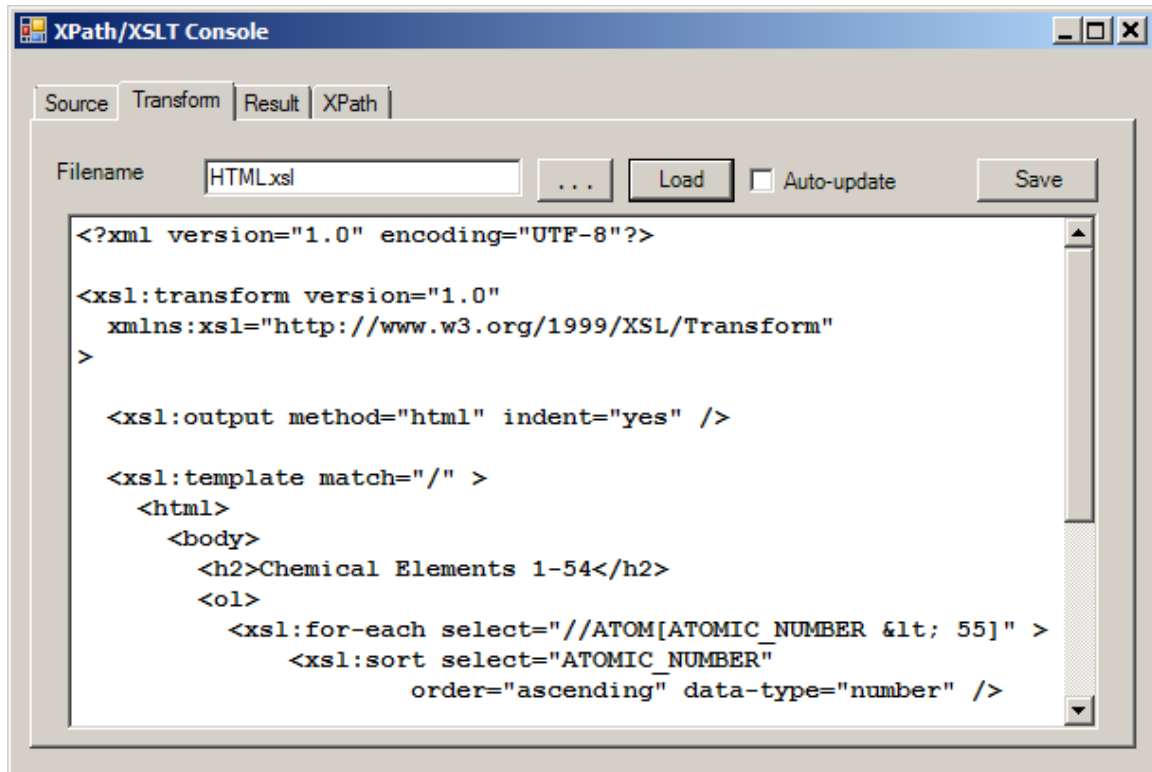 XPath/XSLT Console
Source Transform Result XPath
Filename HTML.xsl ... Load Auto-update Save
<?xml version="1.0" encoding="UTF-8"?>
<xsl:transform version="1.0"
xmlns:xsl="http://www.w3.org/1999/XSL/Transform"
>
<xsl:output method="html" indent="yes" />
<xsl:template match="/" >
<html>
<body>
<h2>Chemical Elements 1-54</h2>
<ol>
<xsl:for-each select="//ATOM[ATOMIC_NUMBER &lt; 55]" >
<xsl:sort select="ATOMIC_NUMBER"
order="ascending" data-type="number" />